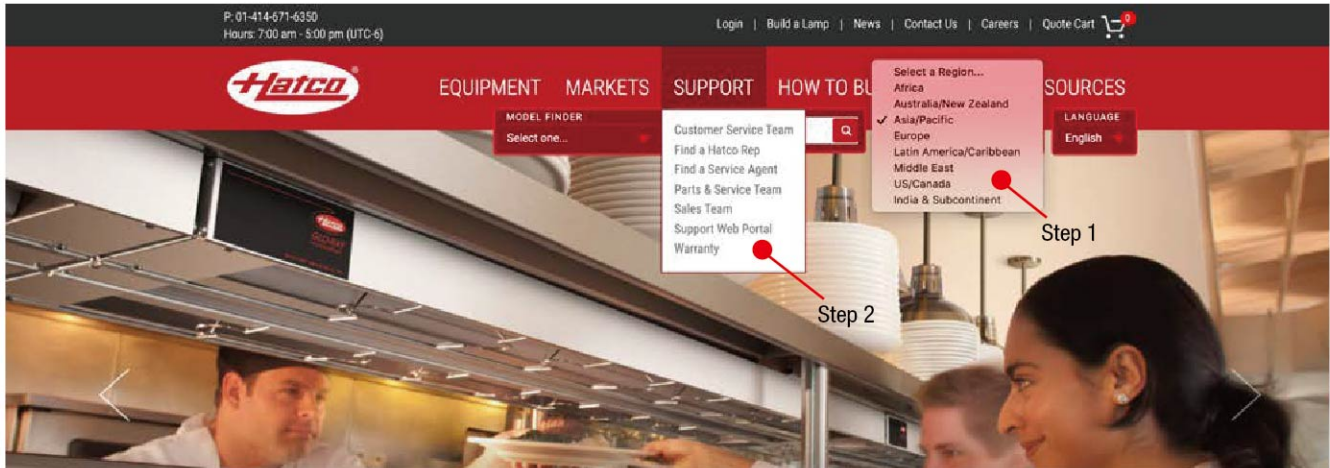 P: 01-414-671-6350
Hours: 7:00 am - 5:00 pm (UTC-6)
Login | Build a Lamp | News | Contact Us | Careers | Quote Cart 0
Hatco®
EQUIPMENT MARKETS SUPPORT HOW TO BU SOURCES
MODEL FINDER
Select one...
LANGUAGE
English
Select a Region...
Africa
Australia/New Zealand
✓ Asia/Pacific
Europe
Latin America/Caribbean
Middle East
US/Canada
India & Subcontinent
Step 1
Customer Service Team
Find a Hatco Rep
Find a Service Agent
Parts & Service Team
Sales Team
Support Web Portal
Warranty
Step 2
Hatco
GLO-RAY